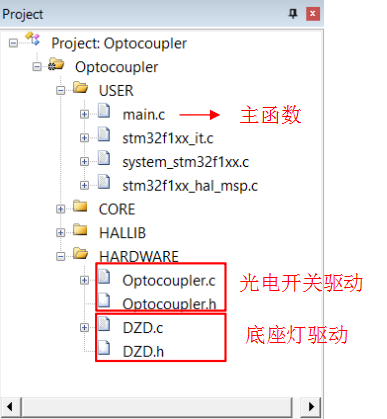 Project
Project: Optocoupler
Optocoupler
USER
main.c 主函数
stm32f1xx_it.c
system_stm32f1xx.c
stm32f1xx_hal_msp.c
CORE
HALLIB
HARDWARE
Optocoupler.c 光电开关驱动
Optocoupler.h
DZD.c 底座灯驱动
DZD.h